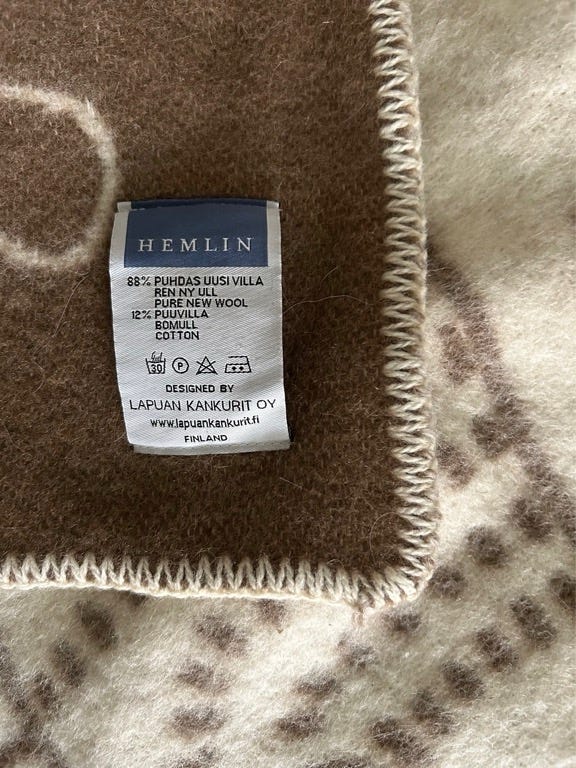 HEMLIN
88% PUHDAS UUSI VILLA
REN NY ULL
PURE NEW WOOL
12% PUUVILLA
BOMULL
COTTON
30 P
DESIGNED BY
LAPUAN KANKURIT OY
www.lapuankankurit.fi
FINLAND